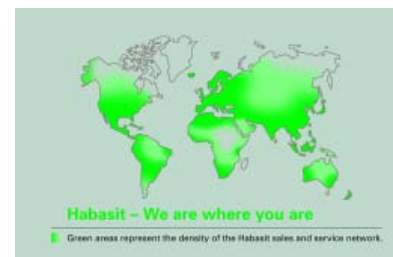 Habasit – We are where you are
Green areas represent the density of the Habasit sales and service network.